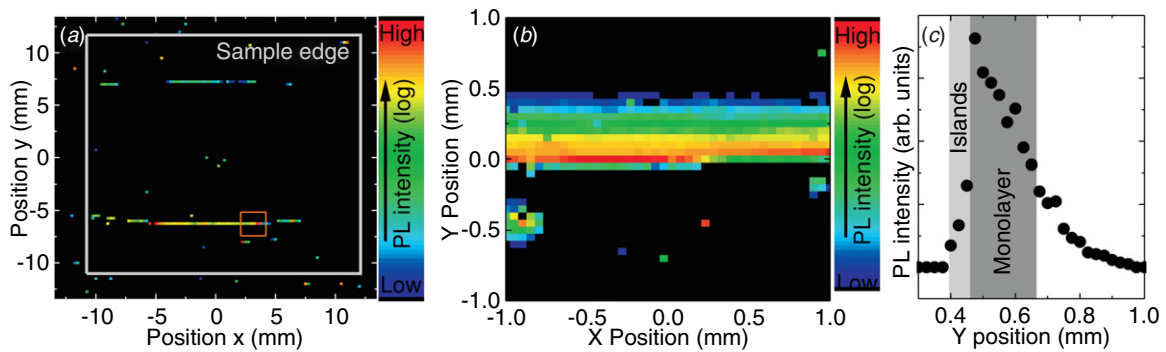 (a)
Sample edge
10
5
0
-5
-10
Position y (mm)
-10
-5
0
5
10
Position x (mm)
High
PL intensity (log)
Low
(b)
1.0
0.5
0.0
-0.5
-1.0
Y Position (mm)
-1.0
-0.5
0.0
0.5
1.0
X Position (mm)
High
PL intensity (log)
Low
(c)
PL intensity (arb. units)
Islands
Monolayer
0.4
0.6
0.8
1.0
Y position (mm)